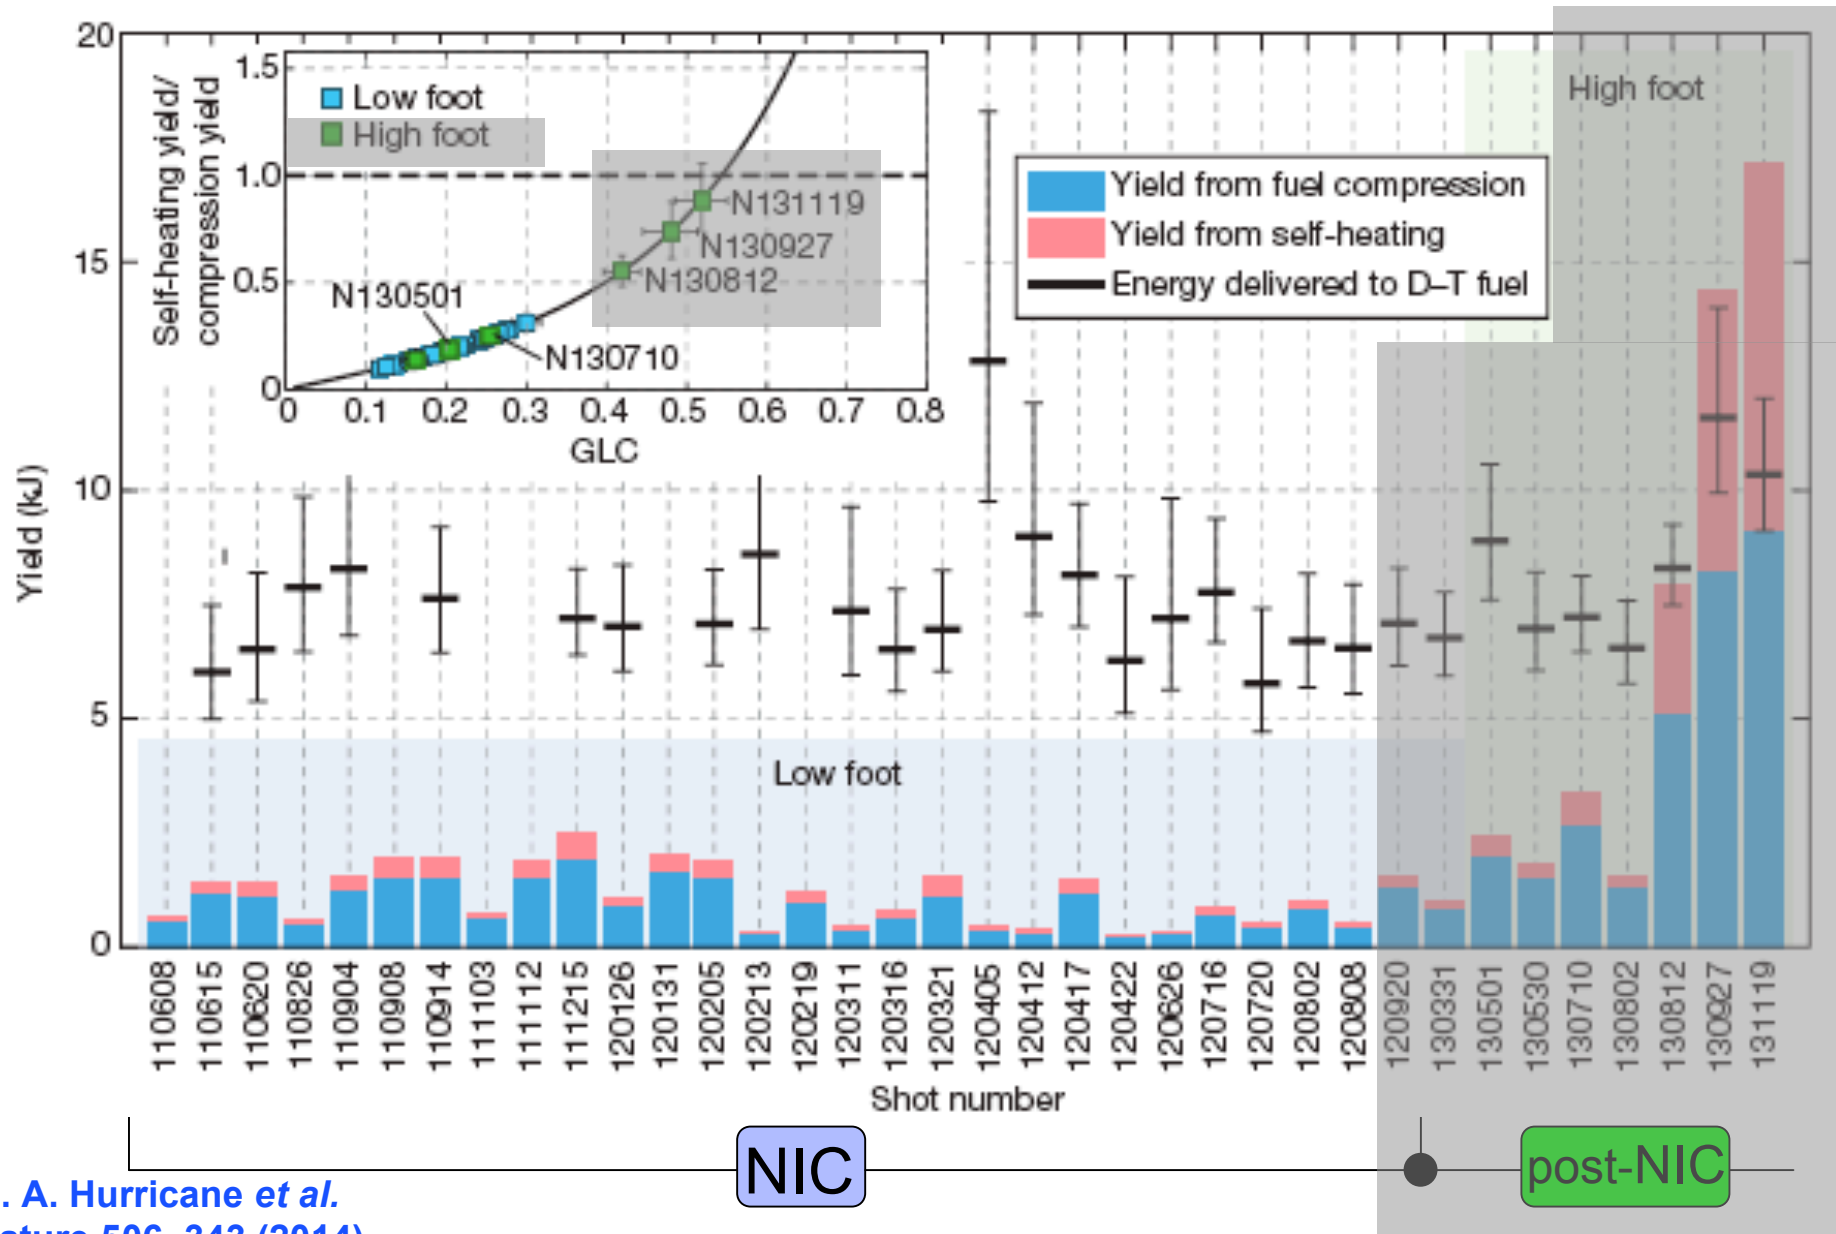 20
15
10
5
0
Yield (kJ)
Self-heating yield/
compression yield
1.5
1.0
0.5
0
Low foot
High foot
N131119
N130927
N130812
N130501
N130710
0 0.1 0.2 0.3 0.4 0.5 0.6 0.7 0.8
GLC
High foot
Yield from fuel compression
Yield from self-heating
Energy delivered to D–T fuel
Low foot
110608
110615
110620
110826
110904
110908
110914
111103
111112
111215
120126
120131
120205
120213
120219
120311
120316
120321
120405
120412
120417
120422
120626
120716
120720
120802
120808
120920
130331
130501
130530
130710
130802
130812
130927
131119
Shot number
NIC
post-NIC
. A. Hurricane et al.
ature 506, 343 (2014)